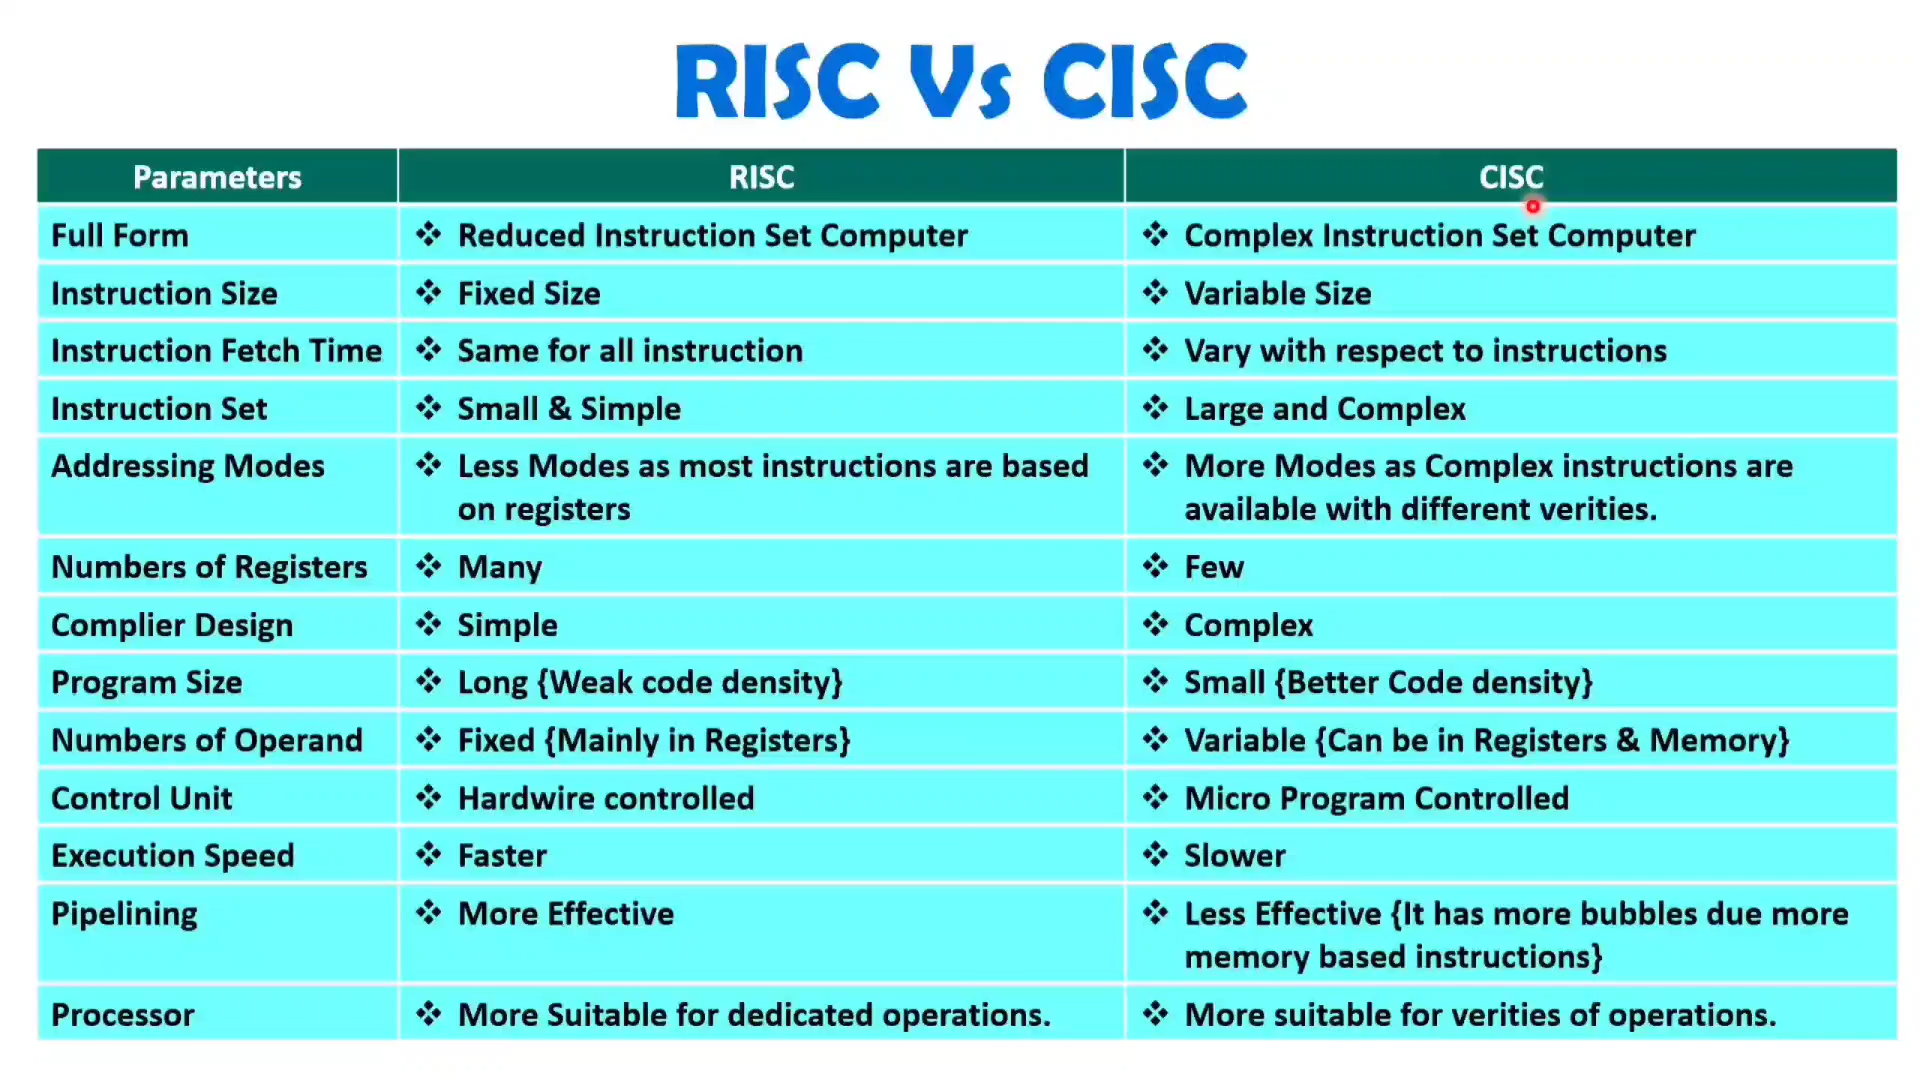 RISC Vs CISC
Parameters RISC CISC
Full Form ❖ Reduced Instruction Set Computer ❖ Complex Instruction Set Computer
Instruction Size ❖ Fixed Size ❖ Variable Size
Instruction Fetch Time ❖ Same for all instruction ❖ Vary with respect to instructions
Instruction Set ❖ Small & Simple ❖ Large and Complex
Addressing Modes ❖ Less Modes as most instructions are based ❖ More Modes as Complex instructions are
on registers available with different verities.
Numbers of Registers ❖ Many ❖ Few
Complier Design ❖ Simple ❖ Complex
Program Size ❖ Long {Weak code density} ❖ Small {Better Code density}
Numbers of Operand ❖ Fixed {Mainly in Registers} ❖ Variable {Can be in Registers & Memory}
Control Unit ❖ Hardwire controlled ❖ Micro Program Controlled
Execution Speed ❖ Faster ❖ Slower
Pipelining ❖ More Effective ❖ Less Effective {It has more bubbles due more
memory based instructions}
Processor ❖ More Suitable for dedicated operations. ❖ More suitable for verities of operations.